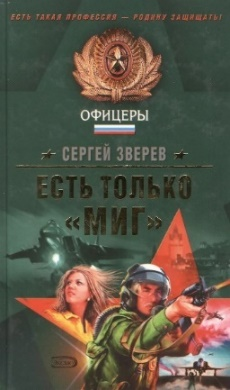 ЕСТЬ ТАКАЯ ПРОФЕССИЯ — РОДИНУ ЗАЩИЩАТЬ!
ОФИЦЕРЫ
СЕРГЕЙ ЗВЕРЕВ
ЕСТЬ ТОЛЬКО
«МИГ»
ЭКСМО